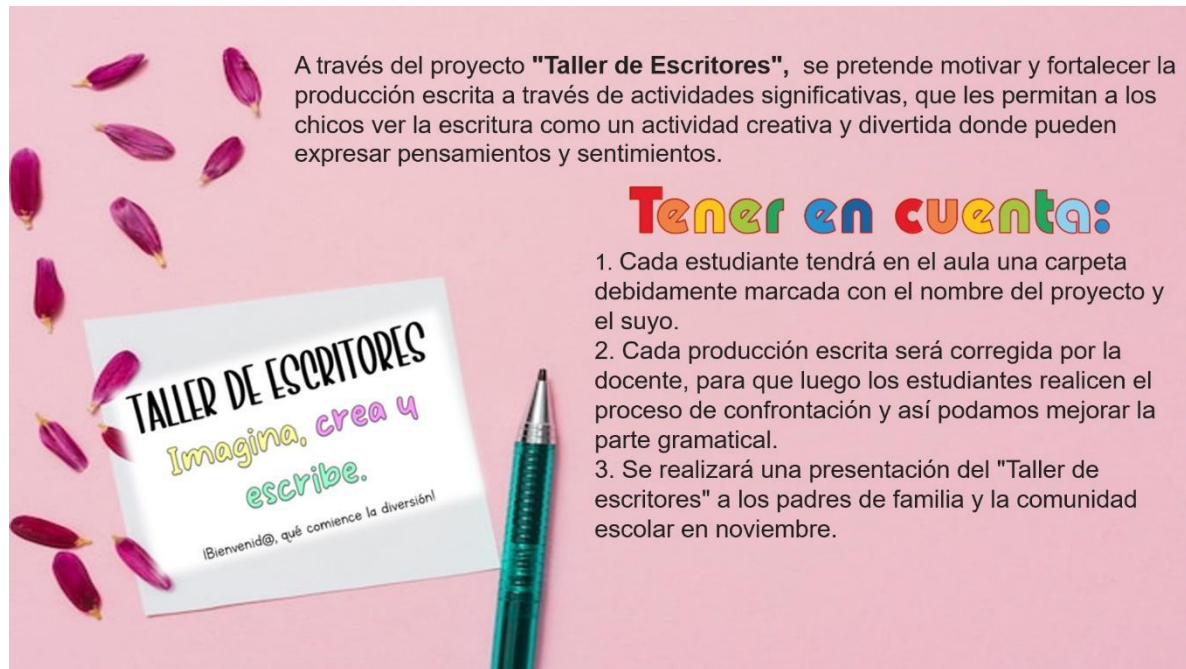 A través del proyecto "Taller de Escritores", se pretende motivar y fortalecer la
producción escrita a través de actividades significativas, que les permitan a los
chicos ver la escritura como un actividad creativa y divertida donde pueden
expresar pensamientos y sentimientos.
Tener en cuenta:
1. Cada estudiante tendrá en el aula una carpeta
debidamente marcada con el nombre del proyecto y
el suyo.
2. Cada producción escrita será corregida por la
docente, para que luego los estudiantes realicen el
proceso de confrontación y así podamos mejorar la
parte gramatical.
3. Se realizará una presentación del "Taller de
escritores" a los padres de familia y la comunidad
escolar en noviembre.
TALLER DE ESCRITORES
Imagina, crea y
escribe.
¡Bienvenid@, qué comience la diversión!